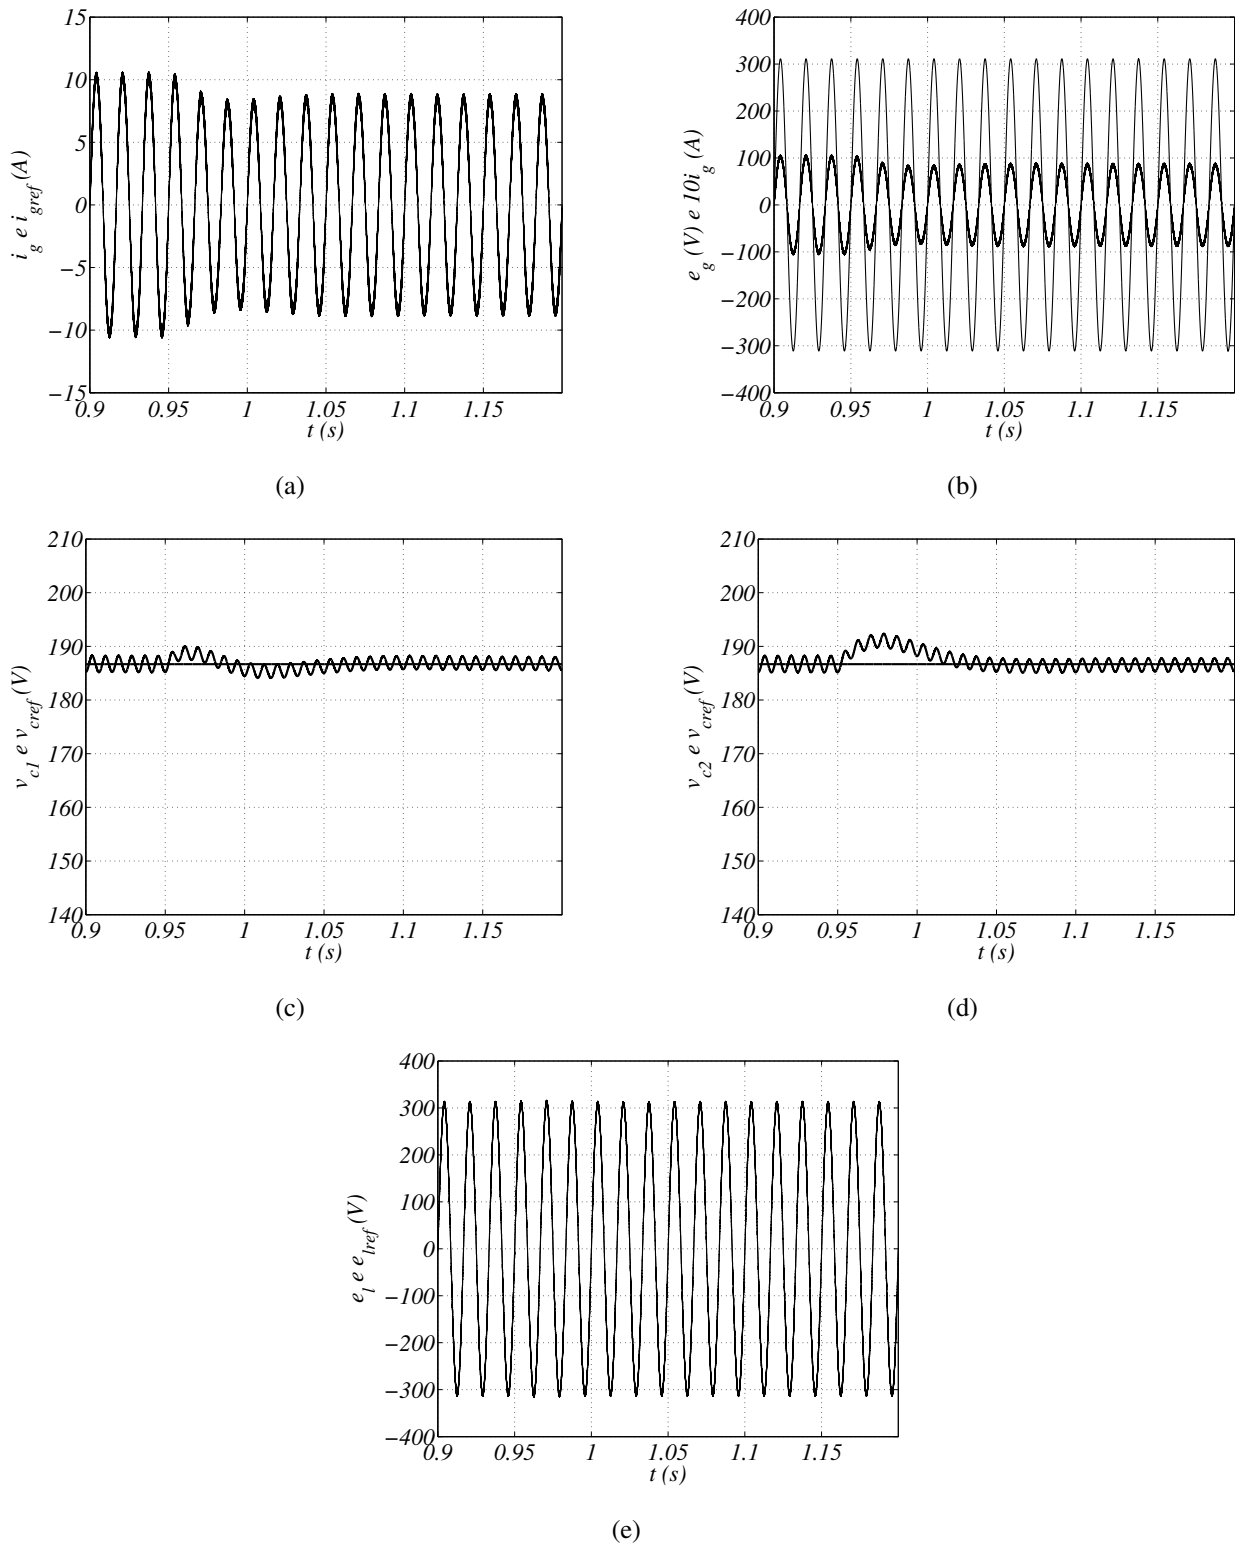 15
10
5
0
−5
−10
−15
0.9 0.95 1 1.05 1.1 1.15
t (s)
i_g e i_gref (A)
(a)
400
300
200
100
0
−100
−200
−300
−400
0.9 0.95 1 1.05 1.1 1.15
t (s)
e_g (V) e 10i_g (A)
(b)
210
200
190
180
170
160
150
140
0.9 0.95 1 1.05 1.1 1.15
t (s)
v_c1 e v_cref (V)
(c)
210
200
190
180
170
160
150
140
0.9 0.95 1 1.05 1.1 1.15
t (s)
v_c2 e v_cref (V)
(d)
400
300
200
100
0
−100
−200
−300
−400
0.9 0.95 1 1.05 1.1 1.15
t (s)
e_l e e_lref (V)
(e)